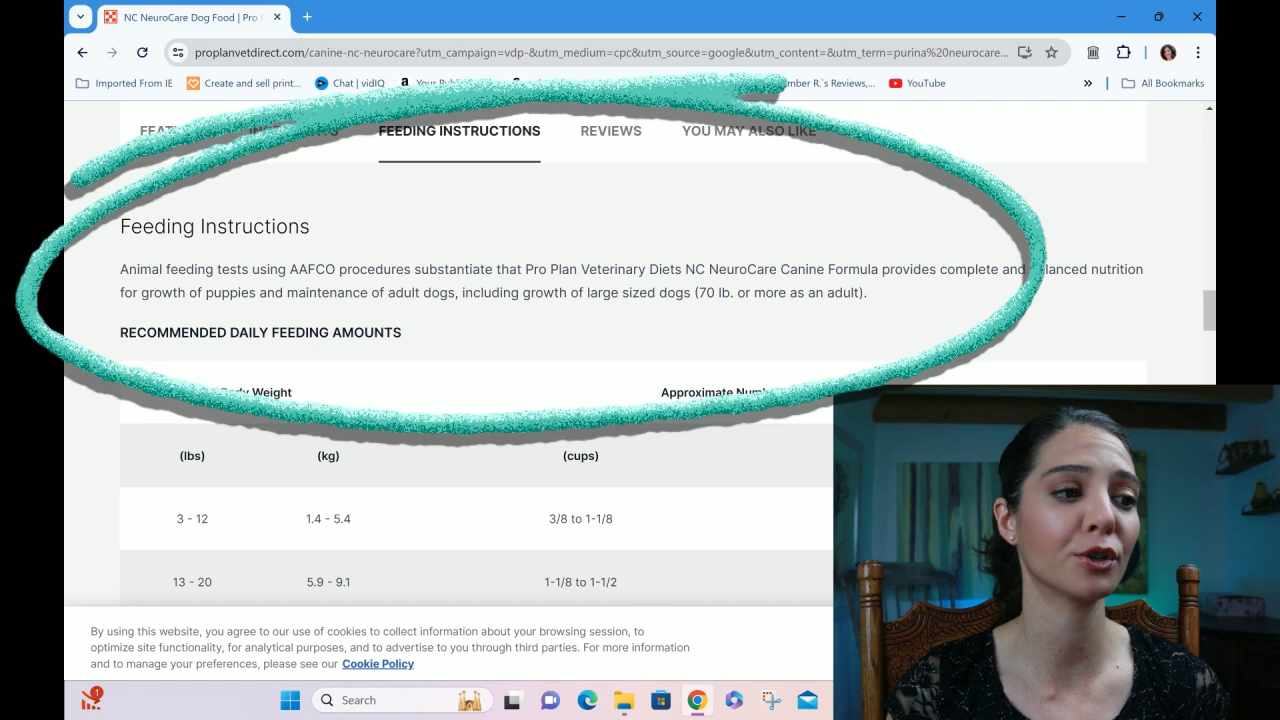 NC NeuroCare Dog Food | Pro
proplanvetdirect.com/canine-nc-neurocare?utm_campaign=vdp-&utm_medium=cpc&utm_source=google&utm_content=&utm_term=purina%20neurocare...
Imported From IE Create and sell print... Chat | vidIQ Your Reviews,... YouTube » All Bookmarks
FEEDING INSTRUCTIONS REVIEWS YOU MAY ALSO LIKE
Feeding Instructions
Animal feeding tests using AAFCO procedures substantiate that Pro Plan Veterinary Diets NC NeuroCare Canine Formula provides complete and balanced nutrition
for growth of puppies and maintenance of adult dogs, including growth of large sized dogs (70 lb. or more as an adult).
RECOMMENDED DAILY FEEDING AMOUNTS
Body Weight Approximate
(lbs) (kg) (cups)
3 - 12 1.4 - 5.4 3/8 to 1-1/8
13 - 20 5.9 - 9.1 1-1/8 to 1-1/2
By using this website, you agree to our use of cookies to collect information about your browsing session, to
optimize site functionality, for analytical purposes, and to advertise to you through third parties. For more information
and to manage your preferences, please see our Cookie Policy
1 Search